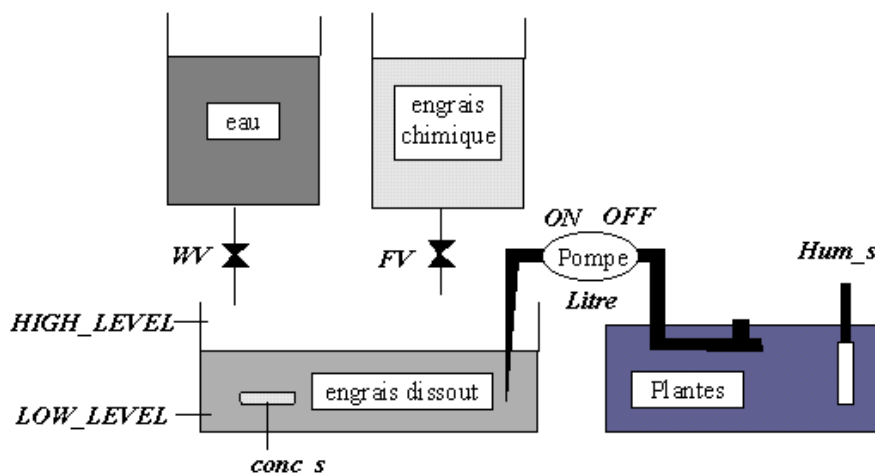 eau
engrais
chimique
WV
FV
ON OFF
Pompe
Litre
Hum_s
HIGH_LEVEL
LOW_LEVEL
engrais dissout
Plantes
conc_s